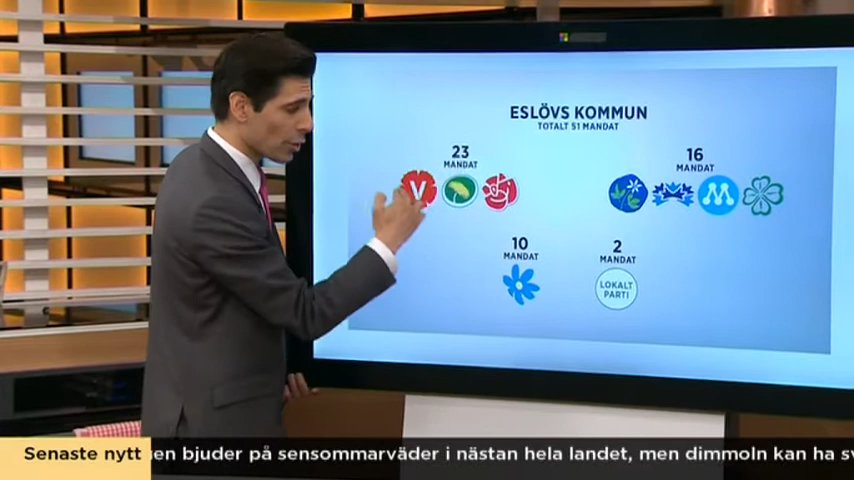 ESLÖVS KOMMUN
TOTALT 51 MANDAT
23
MANDAT
16
MANDAT
V
10
MANDAT
2
MANDAT
LOKALT
PARTI
Senaste nytt
en bjuder på sensommarväder i nästan hela landet, men dimmoln kan ha sv